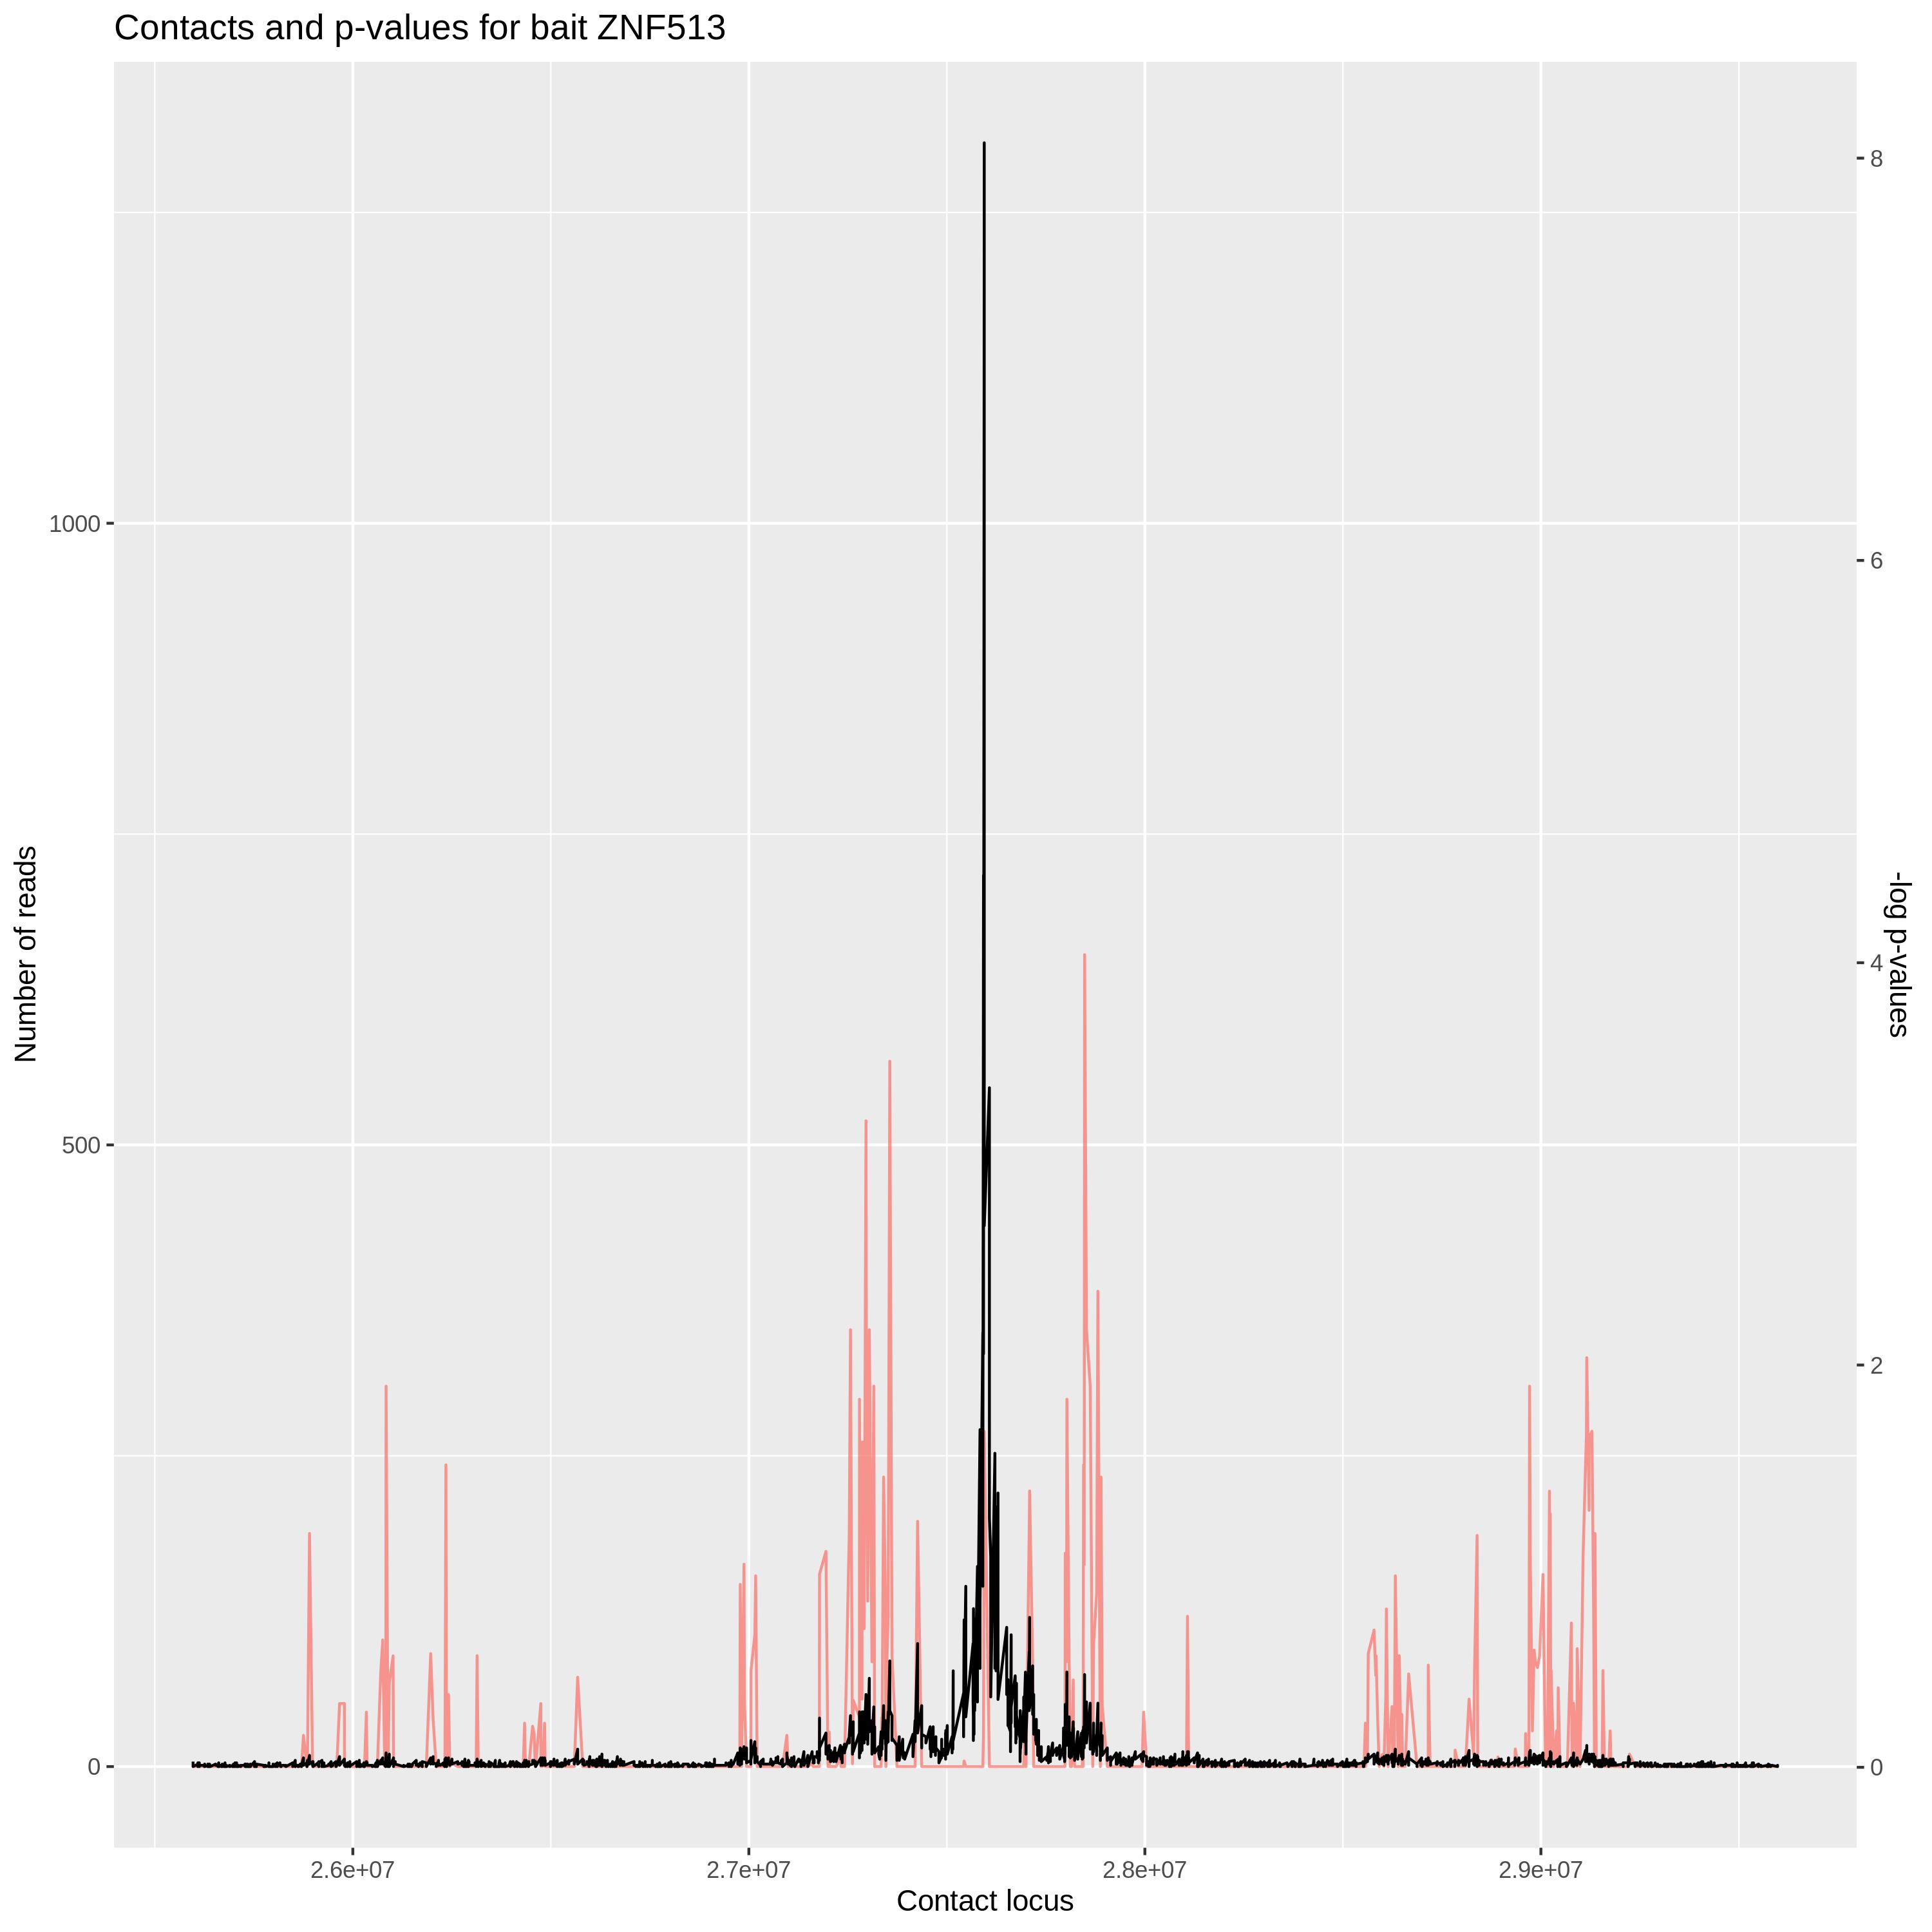 Contacts and p-values for bait ZNF513
Number of reads
1000
500
0
8
6
4
2
0
-log p-values
2.6e+07 2.7e+07 2.8e+07 2.9e+07
Contact locus